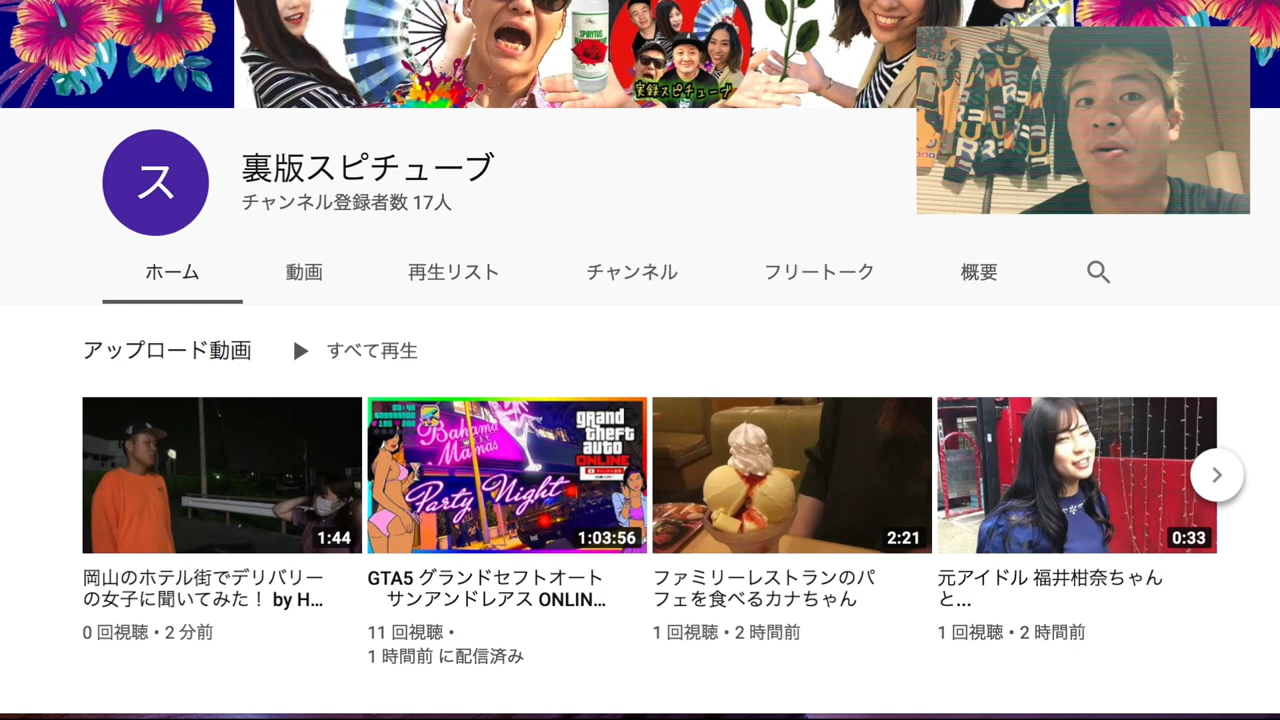 SPIRYTUS
実録スピチューブ
ス
裏版スピチューブ
チャンネル登録者数 17人
ホーム
動画
再生リスト
チャンネル
フリートーク
概要
アップロード動画
すべて再生
1:44
Bahama
Mamas
Party Night
grand
theft
auto
ONLINE
1:03:56
2:21
0:33
岡山のホテル街でデリバリー
の女子に聞いてみた！ by H...
0 回視聴・2 分前
GTA5 グランドセフトオート
サンアンドレアス ONLIN...
11 回視聴・
1 時間前 に配信済み
ファミリーレストランのパ
フェを食べるカナちゃん
1 回視聴・2 時間前
元アイドル 福井柑奈ちゃん
と...
1 回視聴・2 時間前